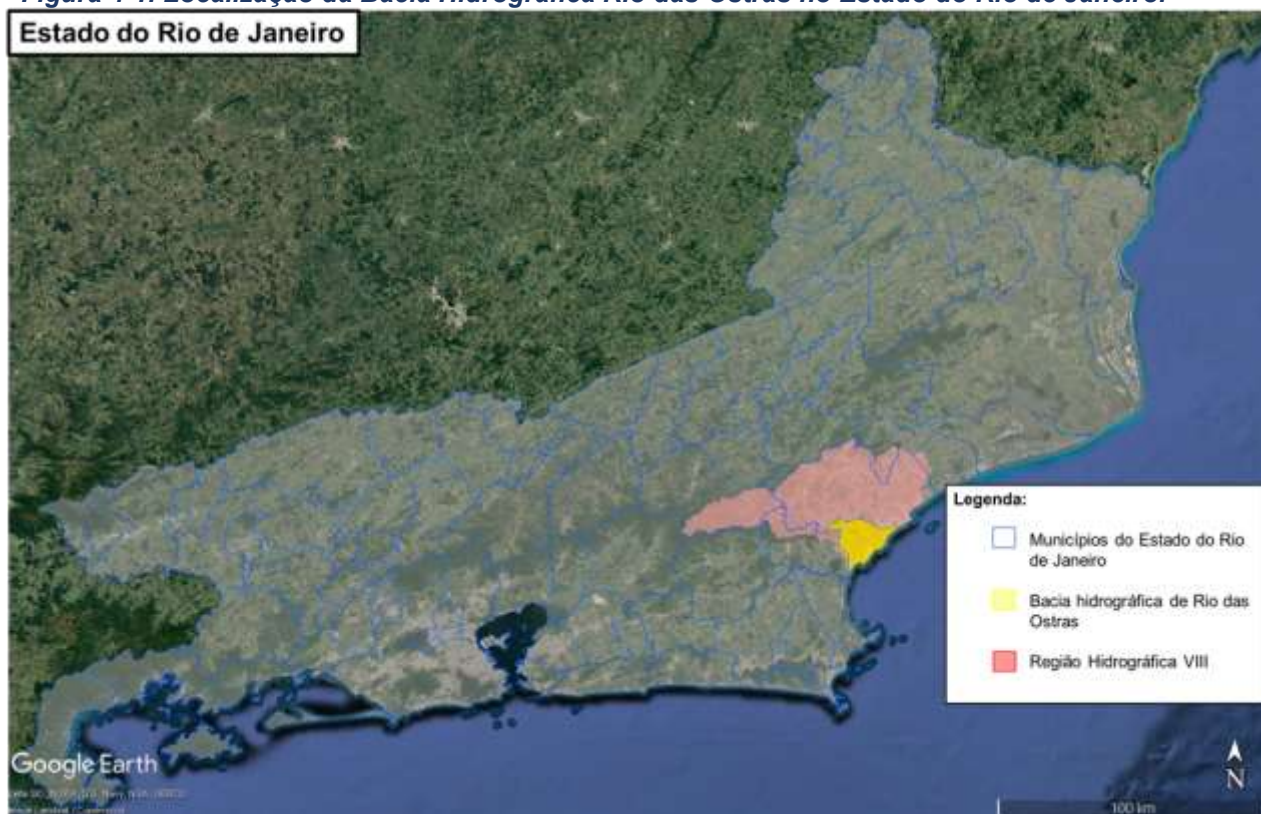 Estado do Rio de Janeiro
Legenda:
Municípios do Estado do Rio
de Janeiro
Bacia hidrográfica de Rio das
Ostras
Região Hidrográfica VIII
Google Earth
N
100 km